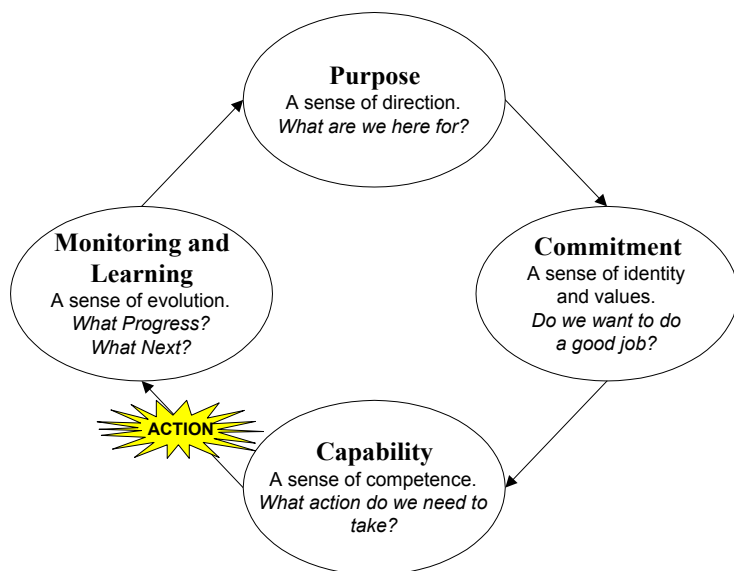 Purpose
A sense of direction.
What are we here for?
Monitoring and
Learning
A sense of evolution.
What Progress?
What Next?
Commitment
A sense of identity
and values.
Do we want to do
a good job?
ACTION
Capability
A sense of competence.
What action do we need to
take?